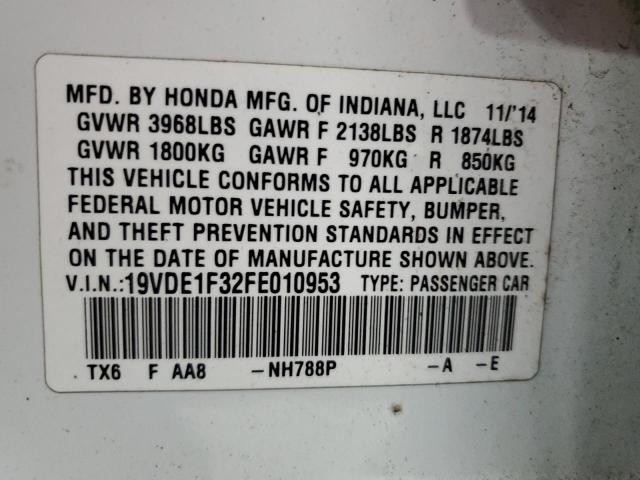 MFD. BY HONDA MFG. OF INDIANA, LLC 11/'14
GVWR 3968LBS GAWR F 2138LBS R 1874LBS
GVWR 1800KG GAWR F 970KG R 850KG
THIS VEHICLE CONFORMS TO ALL APPLICABLE
FEDERAL MOTOR VEHICLE SAFETY, BUMPER,
AND THEFT PREVENTION STANDARDS IN EFFECT
ON THE DATE OF MANUFACTURE SHOWN ABOVE.
V.I.N.:19VDE1F32FE010953 TYPE: PASSENGER CAR
TX6 F AA8 -NH788P -A -E